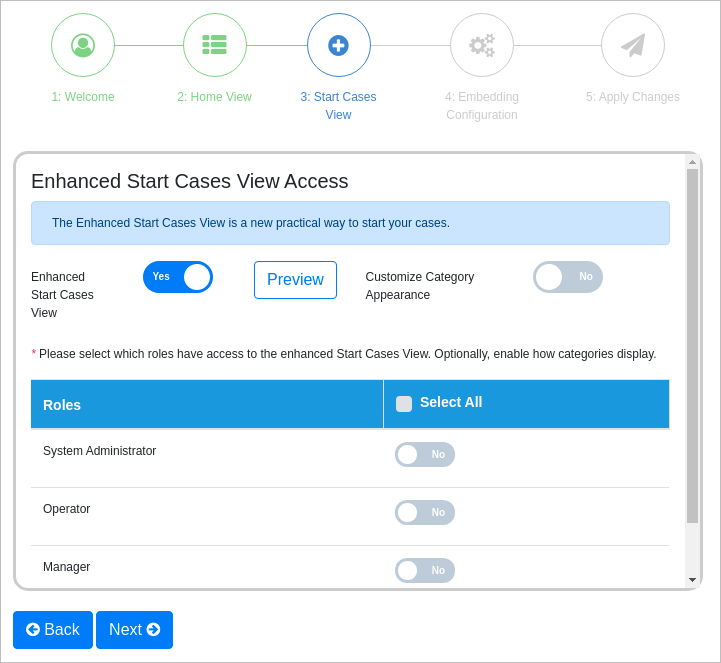 1: Welcome
2: Home View
3: Start Cases
View
4: Embedding
Configuration
5: Apply Changes
Enhanced Start Cases View Access
The Enhanced Start Cases View is a new practical way to start your cases.
Enhanced
Start Cases
View
Yes
Preview
Customize Category
Appearance
No
* Please select which roles have access to the enhanced Start Cases View. Optionally, enable how categories display.
Roles
Select All
System Administrator
No
Operator
No
Manager
No
Back
Next